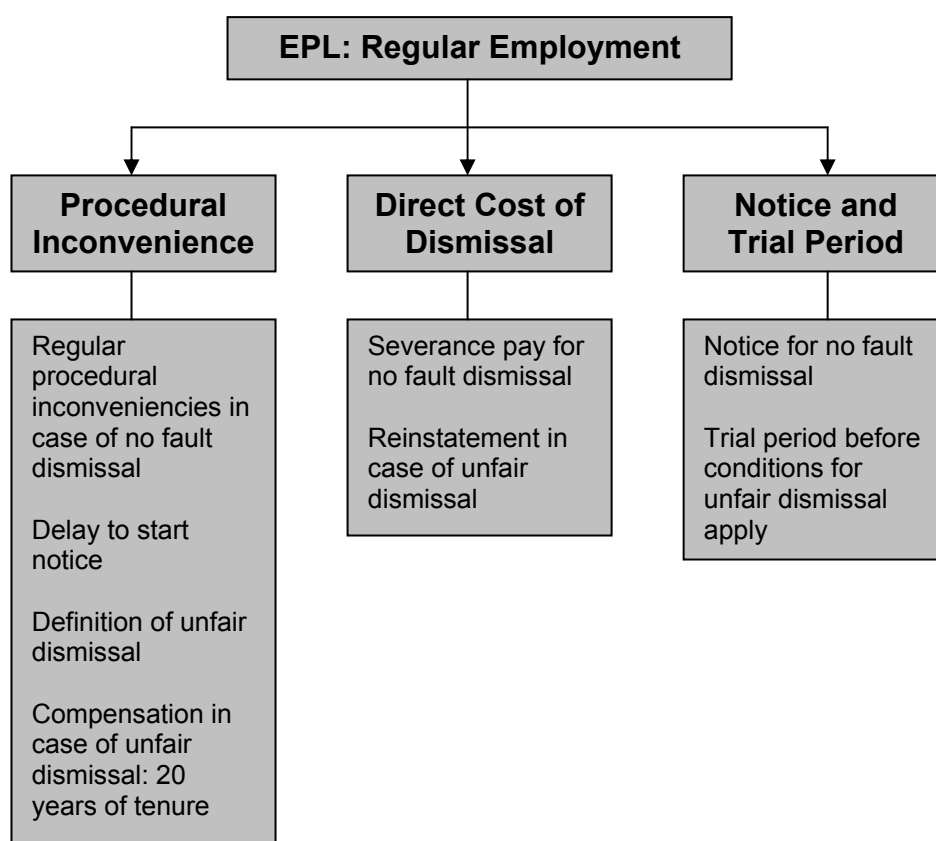 EPL: Regular Employment
Procedural
Inconvenience
Direct Cost of
Dismissal
Notice and
Trial Period
Regular
procedural
inconveniencies in
case of no fault
dismissal
Delay to start
notice
Definition of unfair
dismissal
Compensation in
case of unfair
dismissal: 20
years of tenure
Severance pay for
no fault dismissal
Reinstatement in
case of unfair
dismissal
Notice for no fault
dismissal
Trial period before
conditions for
unfair dismissal
apply